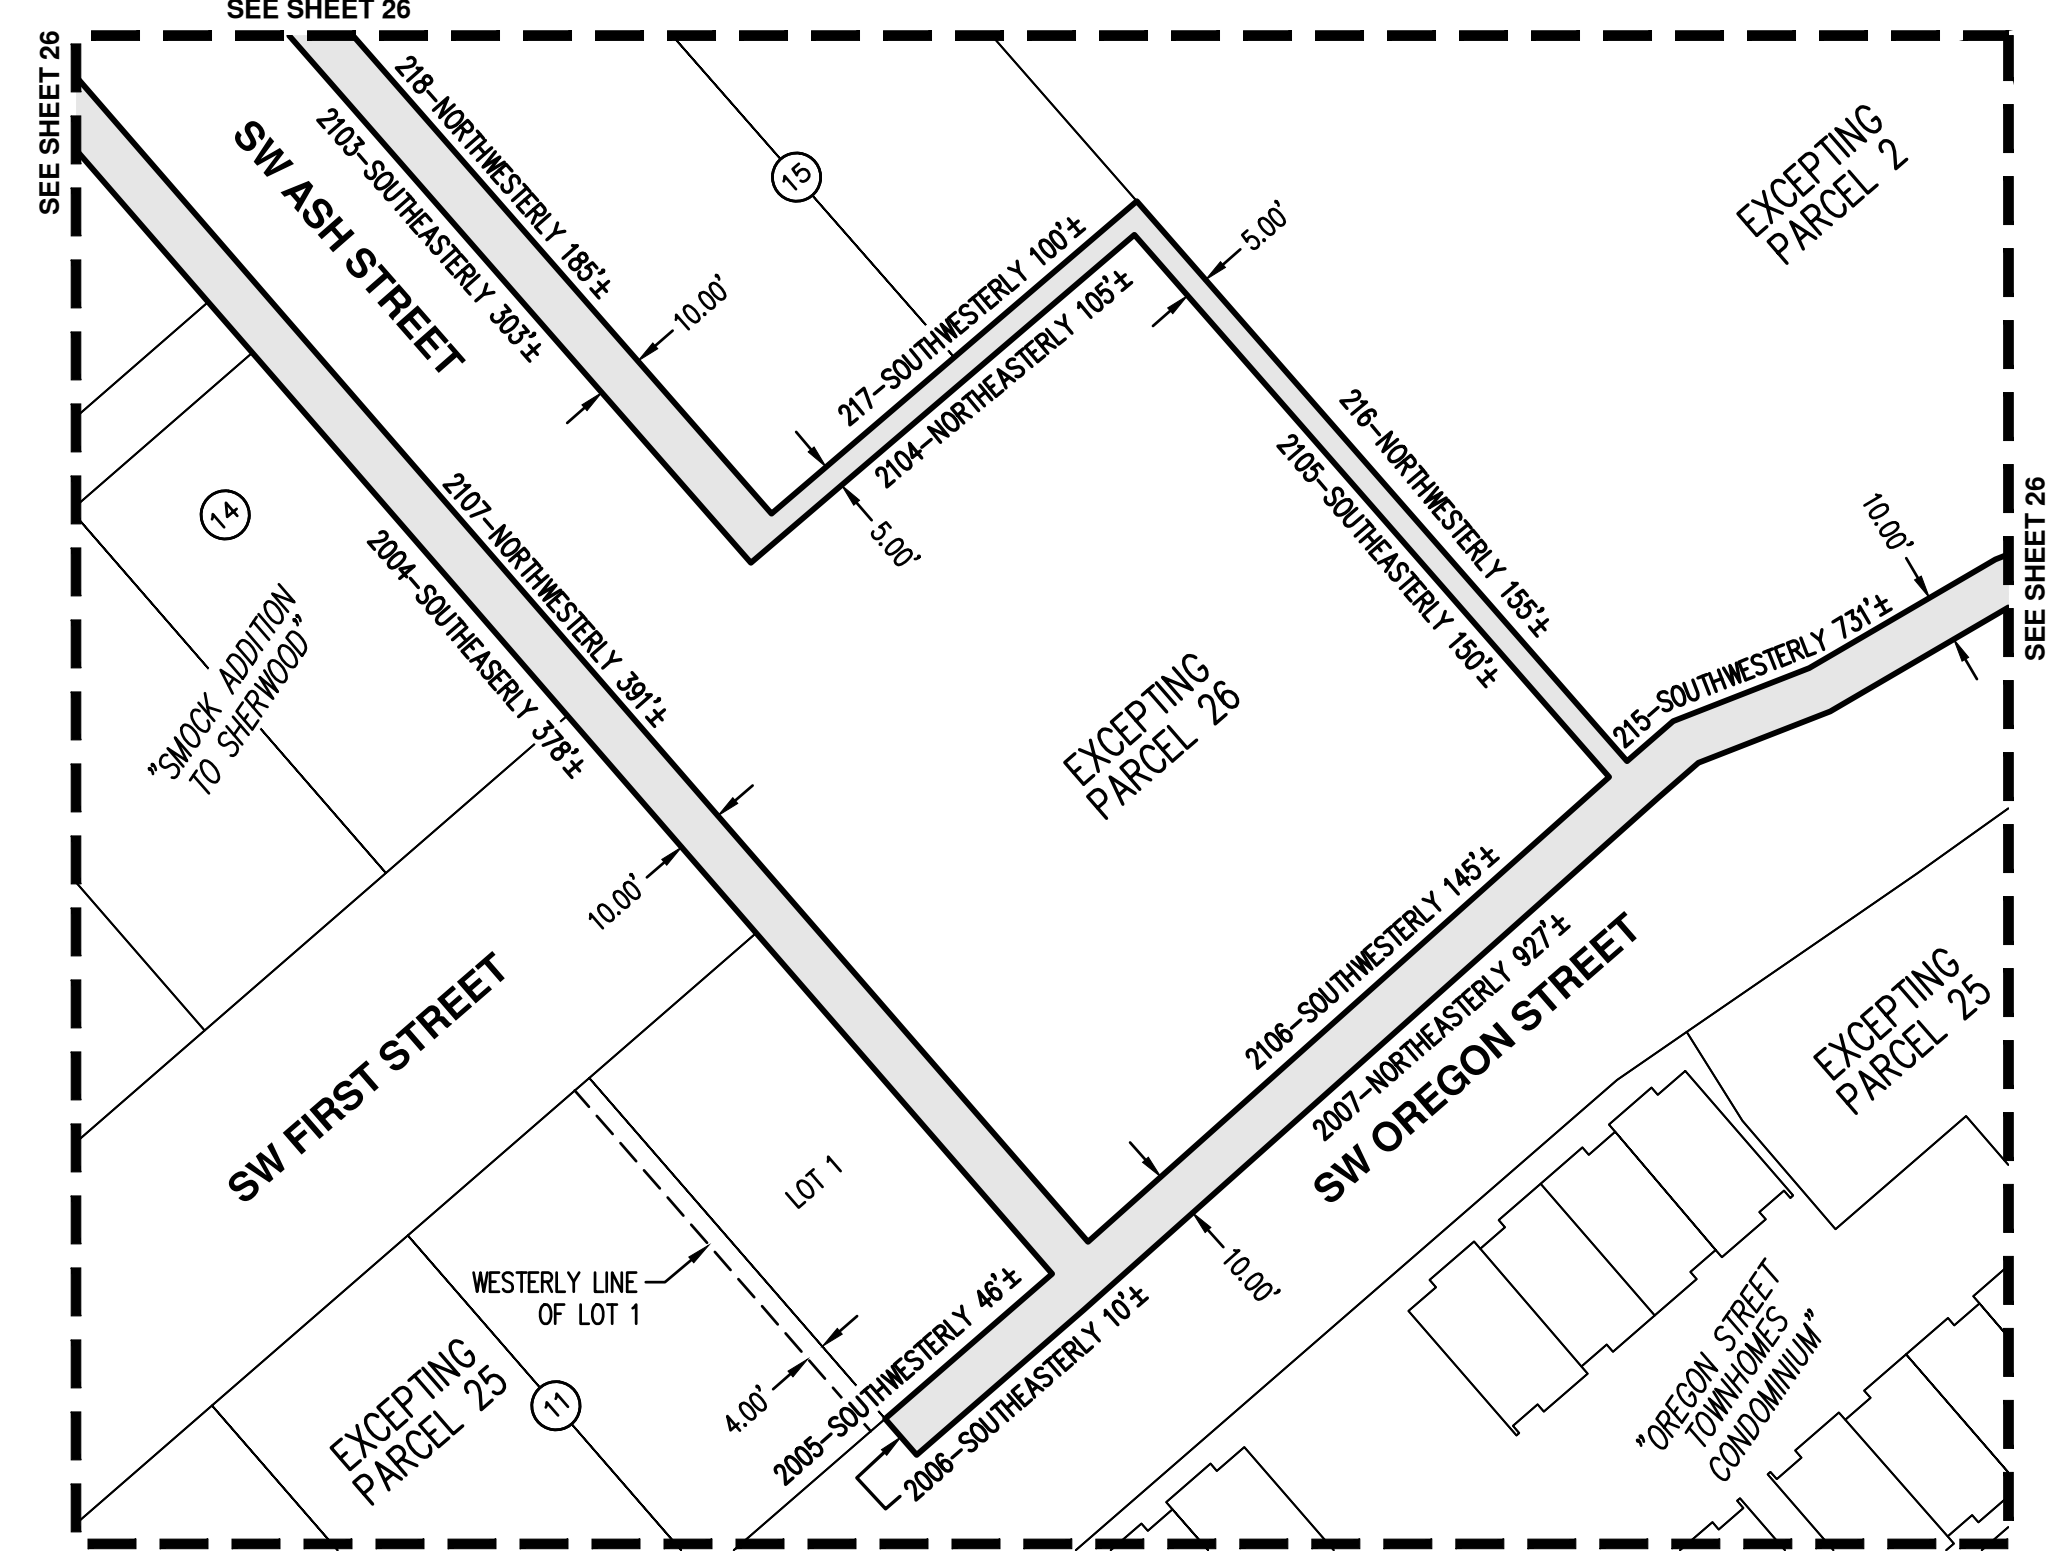 SEE SHEET 26
SEE SHEET 26
218–NORTHWESTERLY 185'±
2103–SOUTHEASTERLY 303'±
SW ASH STREET
15
EXCEPTING
PARCEL 2
5.00'
10.00'
217–SOUTHWESTERLY 100'±
2104–NORTHEASTERLY 105'±
5.00'
216–NORTHWESTERLY 155'±
2105–SOUTHEASTERLY 150'±
10.00'
SEE SHEET 26
215–SOUTHWESTERLY 731'±
14
2107–NORTHWESTERLY 391'±
2004–SOUTHEASERLY 378'±
"SMOCK ADDITION
TO SHERWOOD"
EXCEPTING
PARCEL 26
10.00'
SW FIRST STREET
2106–SOUTHWESTERLY 145'±
2007–NORTHEASTERLY 927'±
SW OREGON STREET
EXCEPTING
PARCEL 25
LOT 1
WESTERLY LINE
OF LOT 1
10.00'
4.00'
2005–SOUTHWESTERLY 46'±
2006–SOUTHEASTERLY 10'±
EXCEPTING
PARCEL 25
11
"OREGON STREET
TOWNHOMES
CONDOMINIUM"